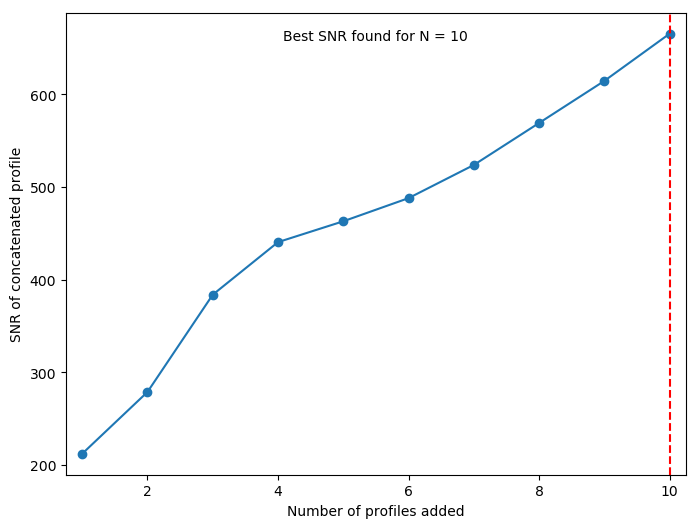 Best SNR found for N = 10
SNR of concatenated profile
600
500
400
300
200
2 4 6 8 10
Number of profiles added